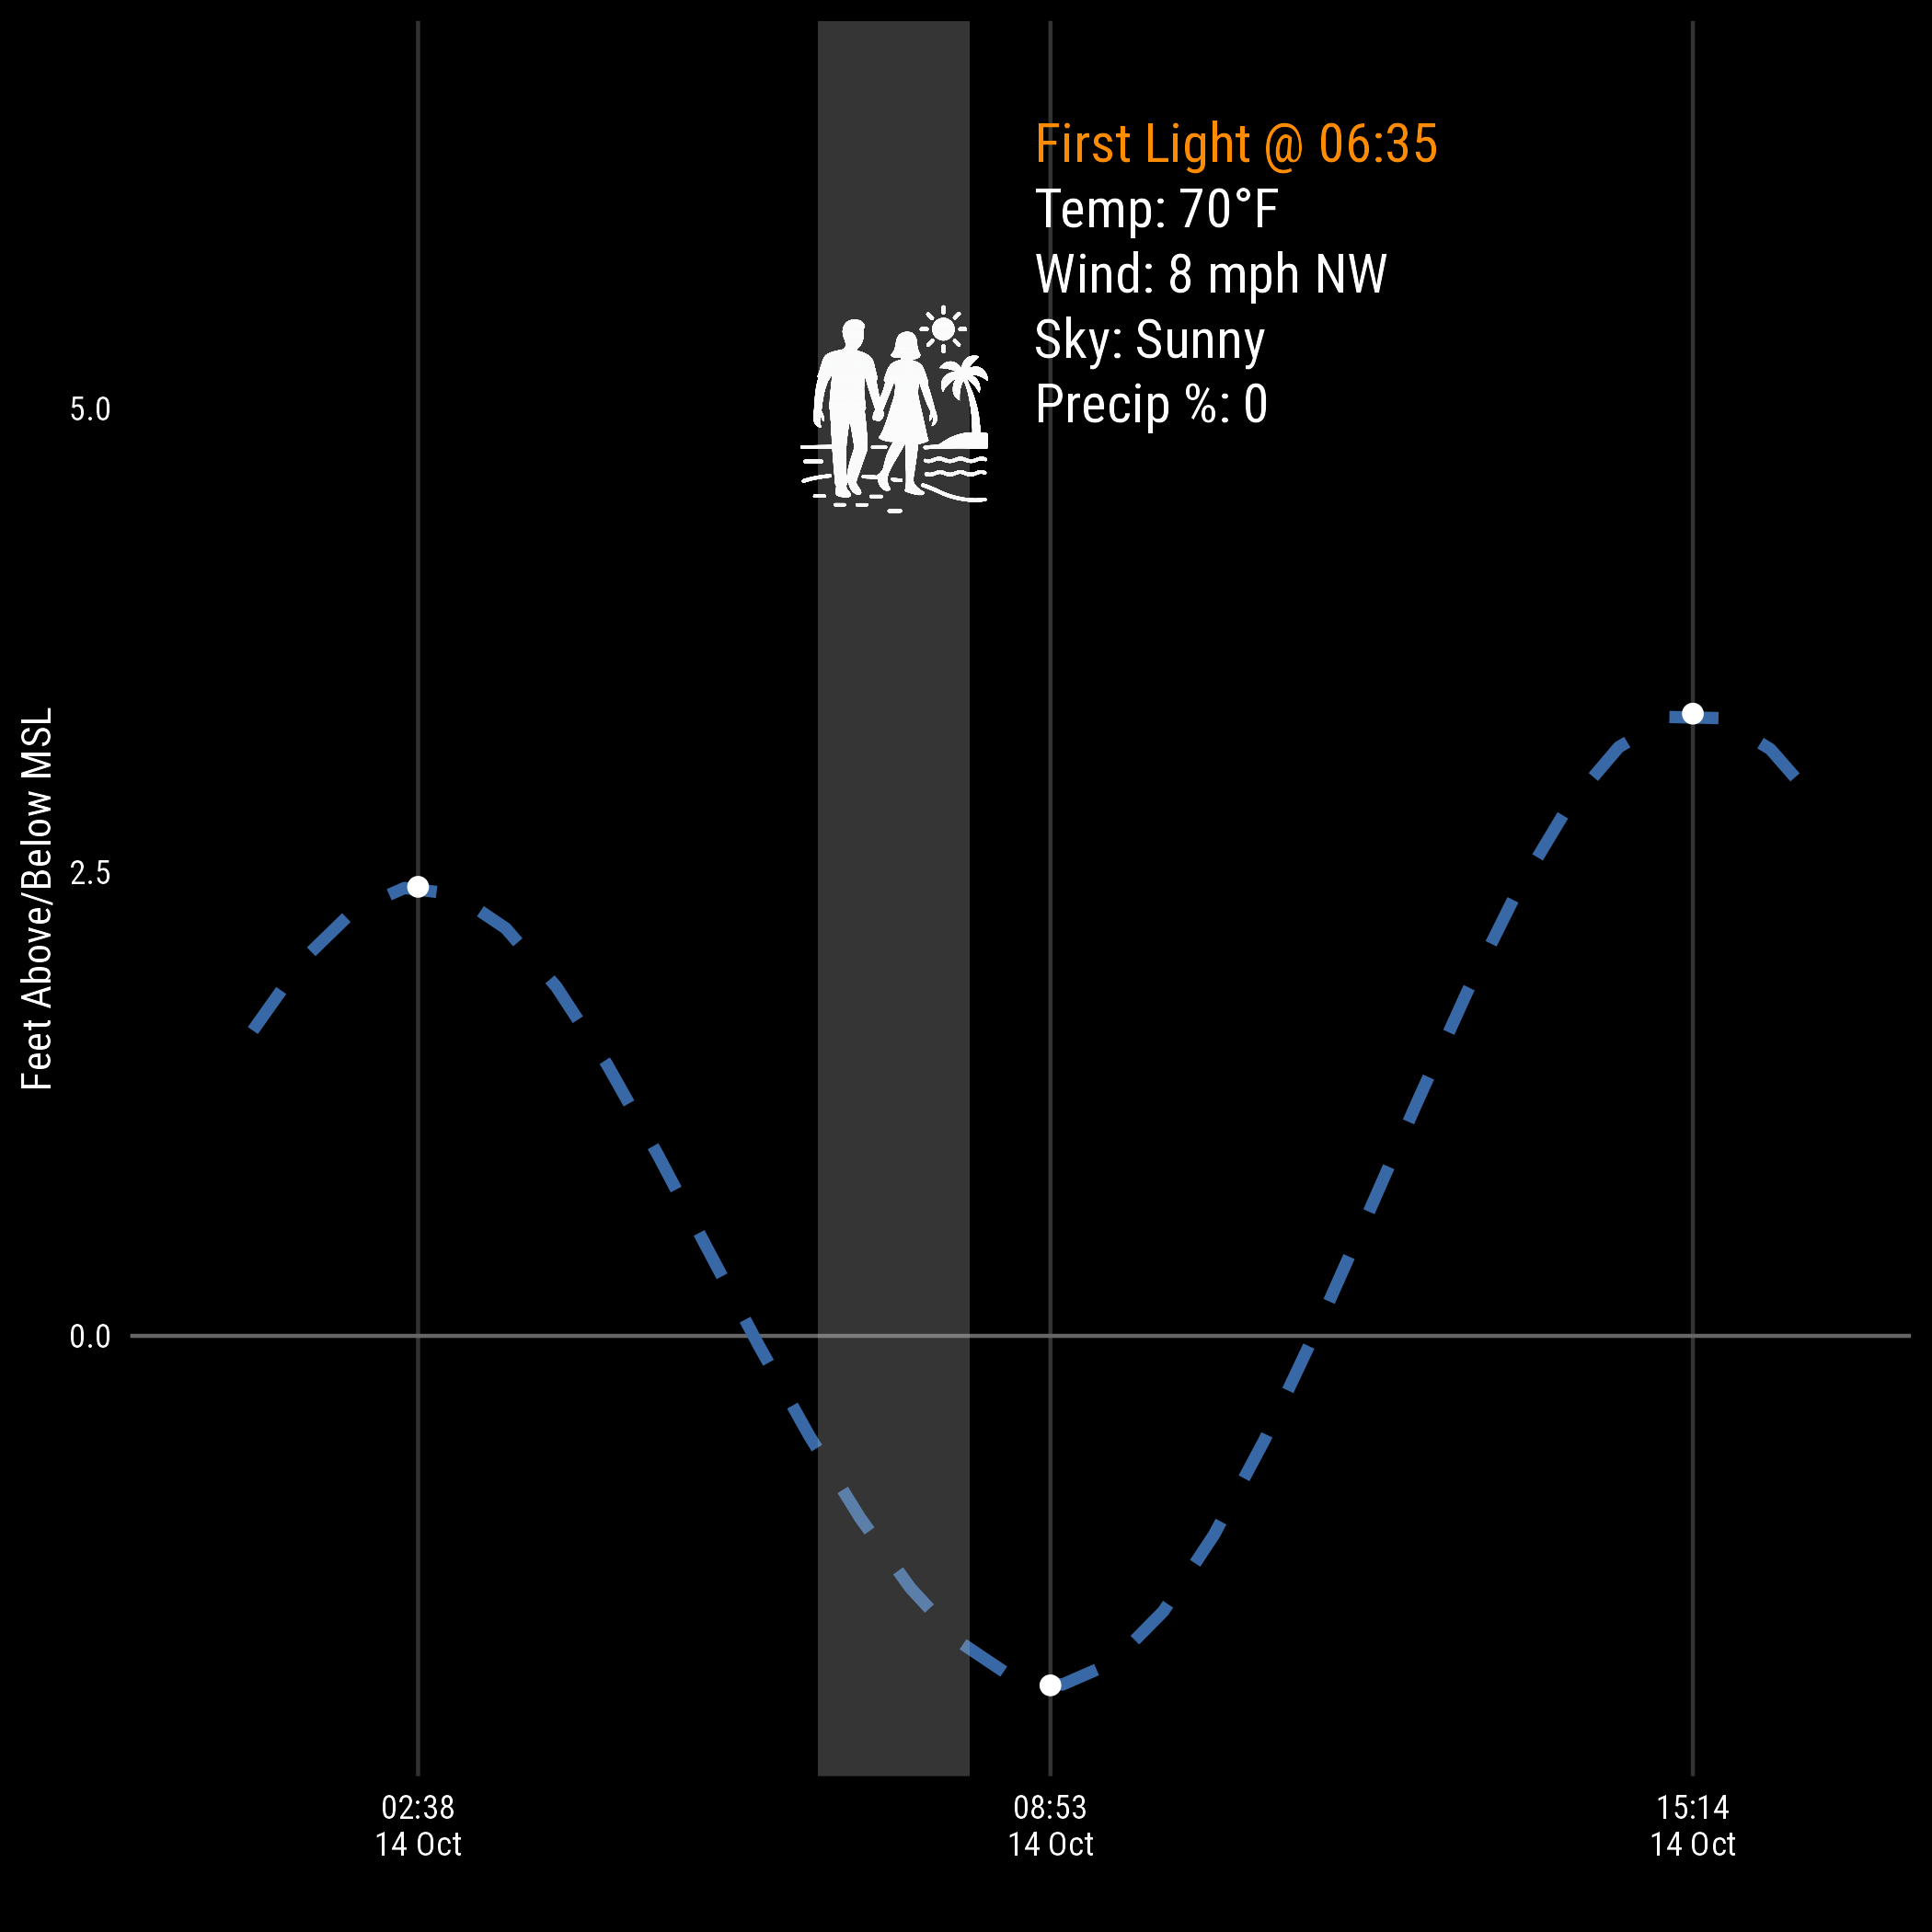 First Light @ 06:35
Temp: 70°F
Wind: 8 mph NW
Sky: Sunny
Precip %: 0
Feet Above/Below MSL
5.0
2.5
0.0
02:38
14 Oct
08:53
14 Oct
15:14
14 Oct